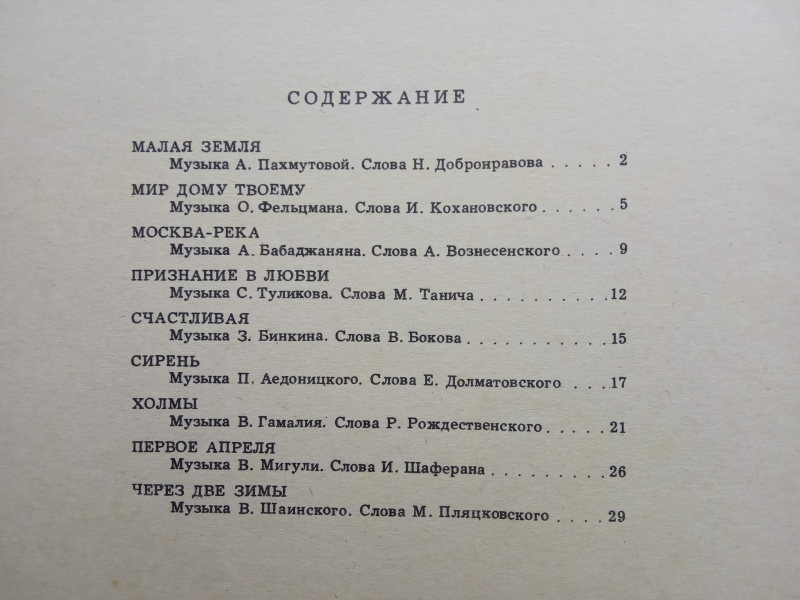 СОДЕРЖАНИЕ
МАЛАЯ ЗЕМЛЯ
Музыка А. Пахмутовой. Слова Н. Добронравова . . . . . 2
МИР ДОМУ ТВОЕМУ
Музыка О. Фельцмана. Слова И. Кохановского . . . . . 5
МОСКВА-РЕКА
Музыка А. Бабаджаняна. Слова А. Вознесенского . . . . 9
ПРИЗНАНИЕ В ЛЮБВИ
Музыка С. Туликова. Слова М. Танича . . . . . . . . . 12
СЧАСТЛИВАЯ
Музыка З. Бинкина. Слова В. Бокова . . . . . . . . . . 15
СИРЕНЬ
Музыка П. Аедоницкого. Слова Е. Долматовского . . . 17
ХОЛМЫ
Музыка В. Гамалия. Слова Р. Рождественского . . . . . 21
ПЕРВОЕ АПРЕЛЯ
Музыка В. Мигули. Слова И. Шаферана . . . . . . . . 26
ЧЕРЕЗ ДВЕ ЗИМЫ
Музыка В. Шаинского. Слова М. Пляцковского . . . . 29